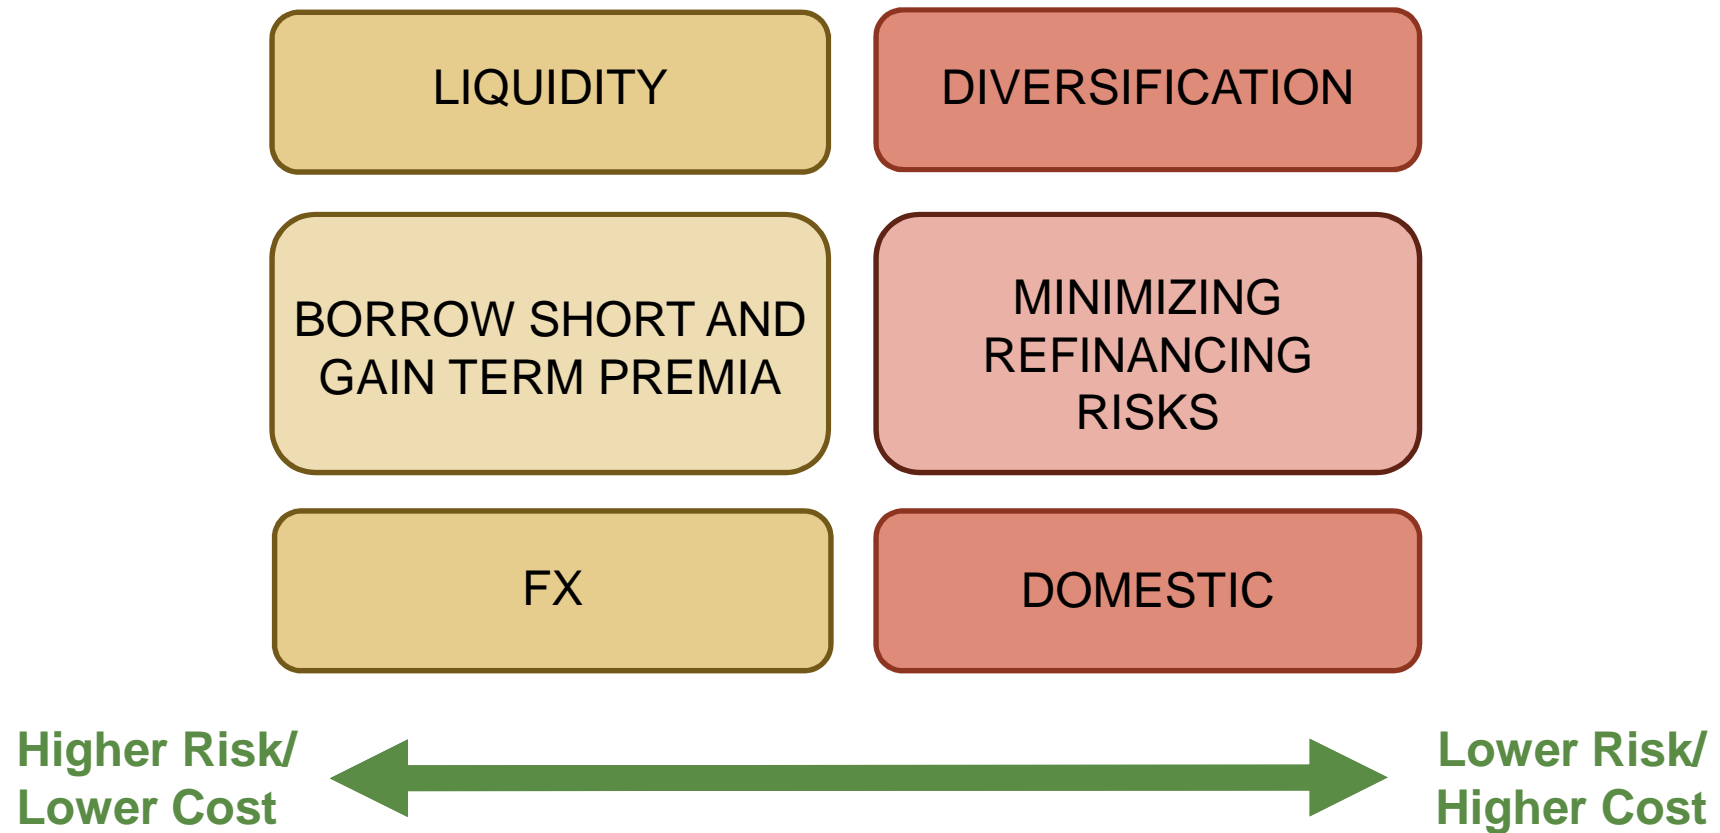 LIQUIDITY
DIVERSIFICATION
BORROW SHORT AND
GAIN TERM PREMIA
MINIMIZING
REFINANCING
RISKS
FX
DOMESTIC
Higher Risk/
Lower Cost
Lower Risk/
Higher Cost